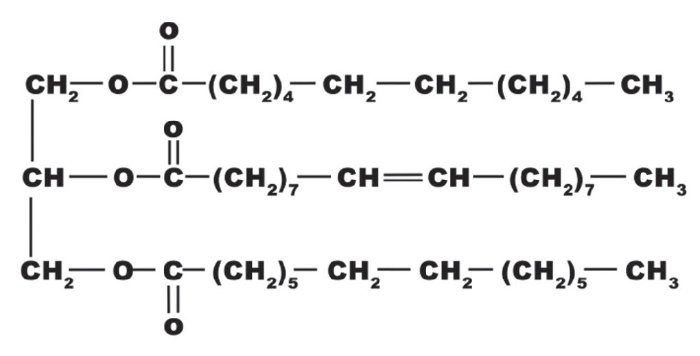 O
CH₂—O—C—(CH₂)₄—CH₂—CH₂—(CH₂)₄—CH₃
O
CH—O—C—(CH₂)₇—CH=CH—(CH₂)₇—CH₃
CH₂—O—C—(CH₂)₅—CH₂—CH₂—(CH₂)₅—CH₃
O